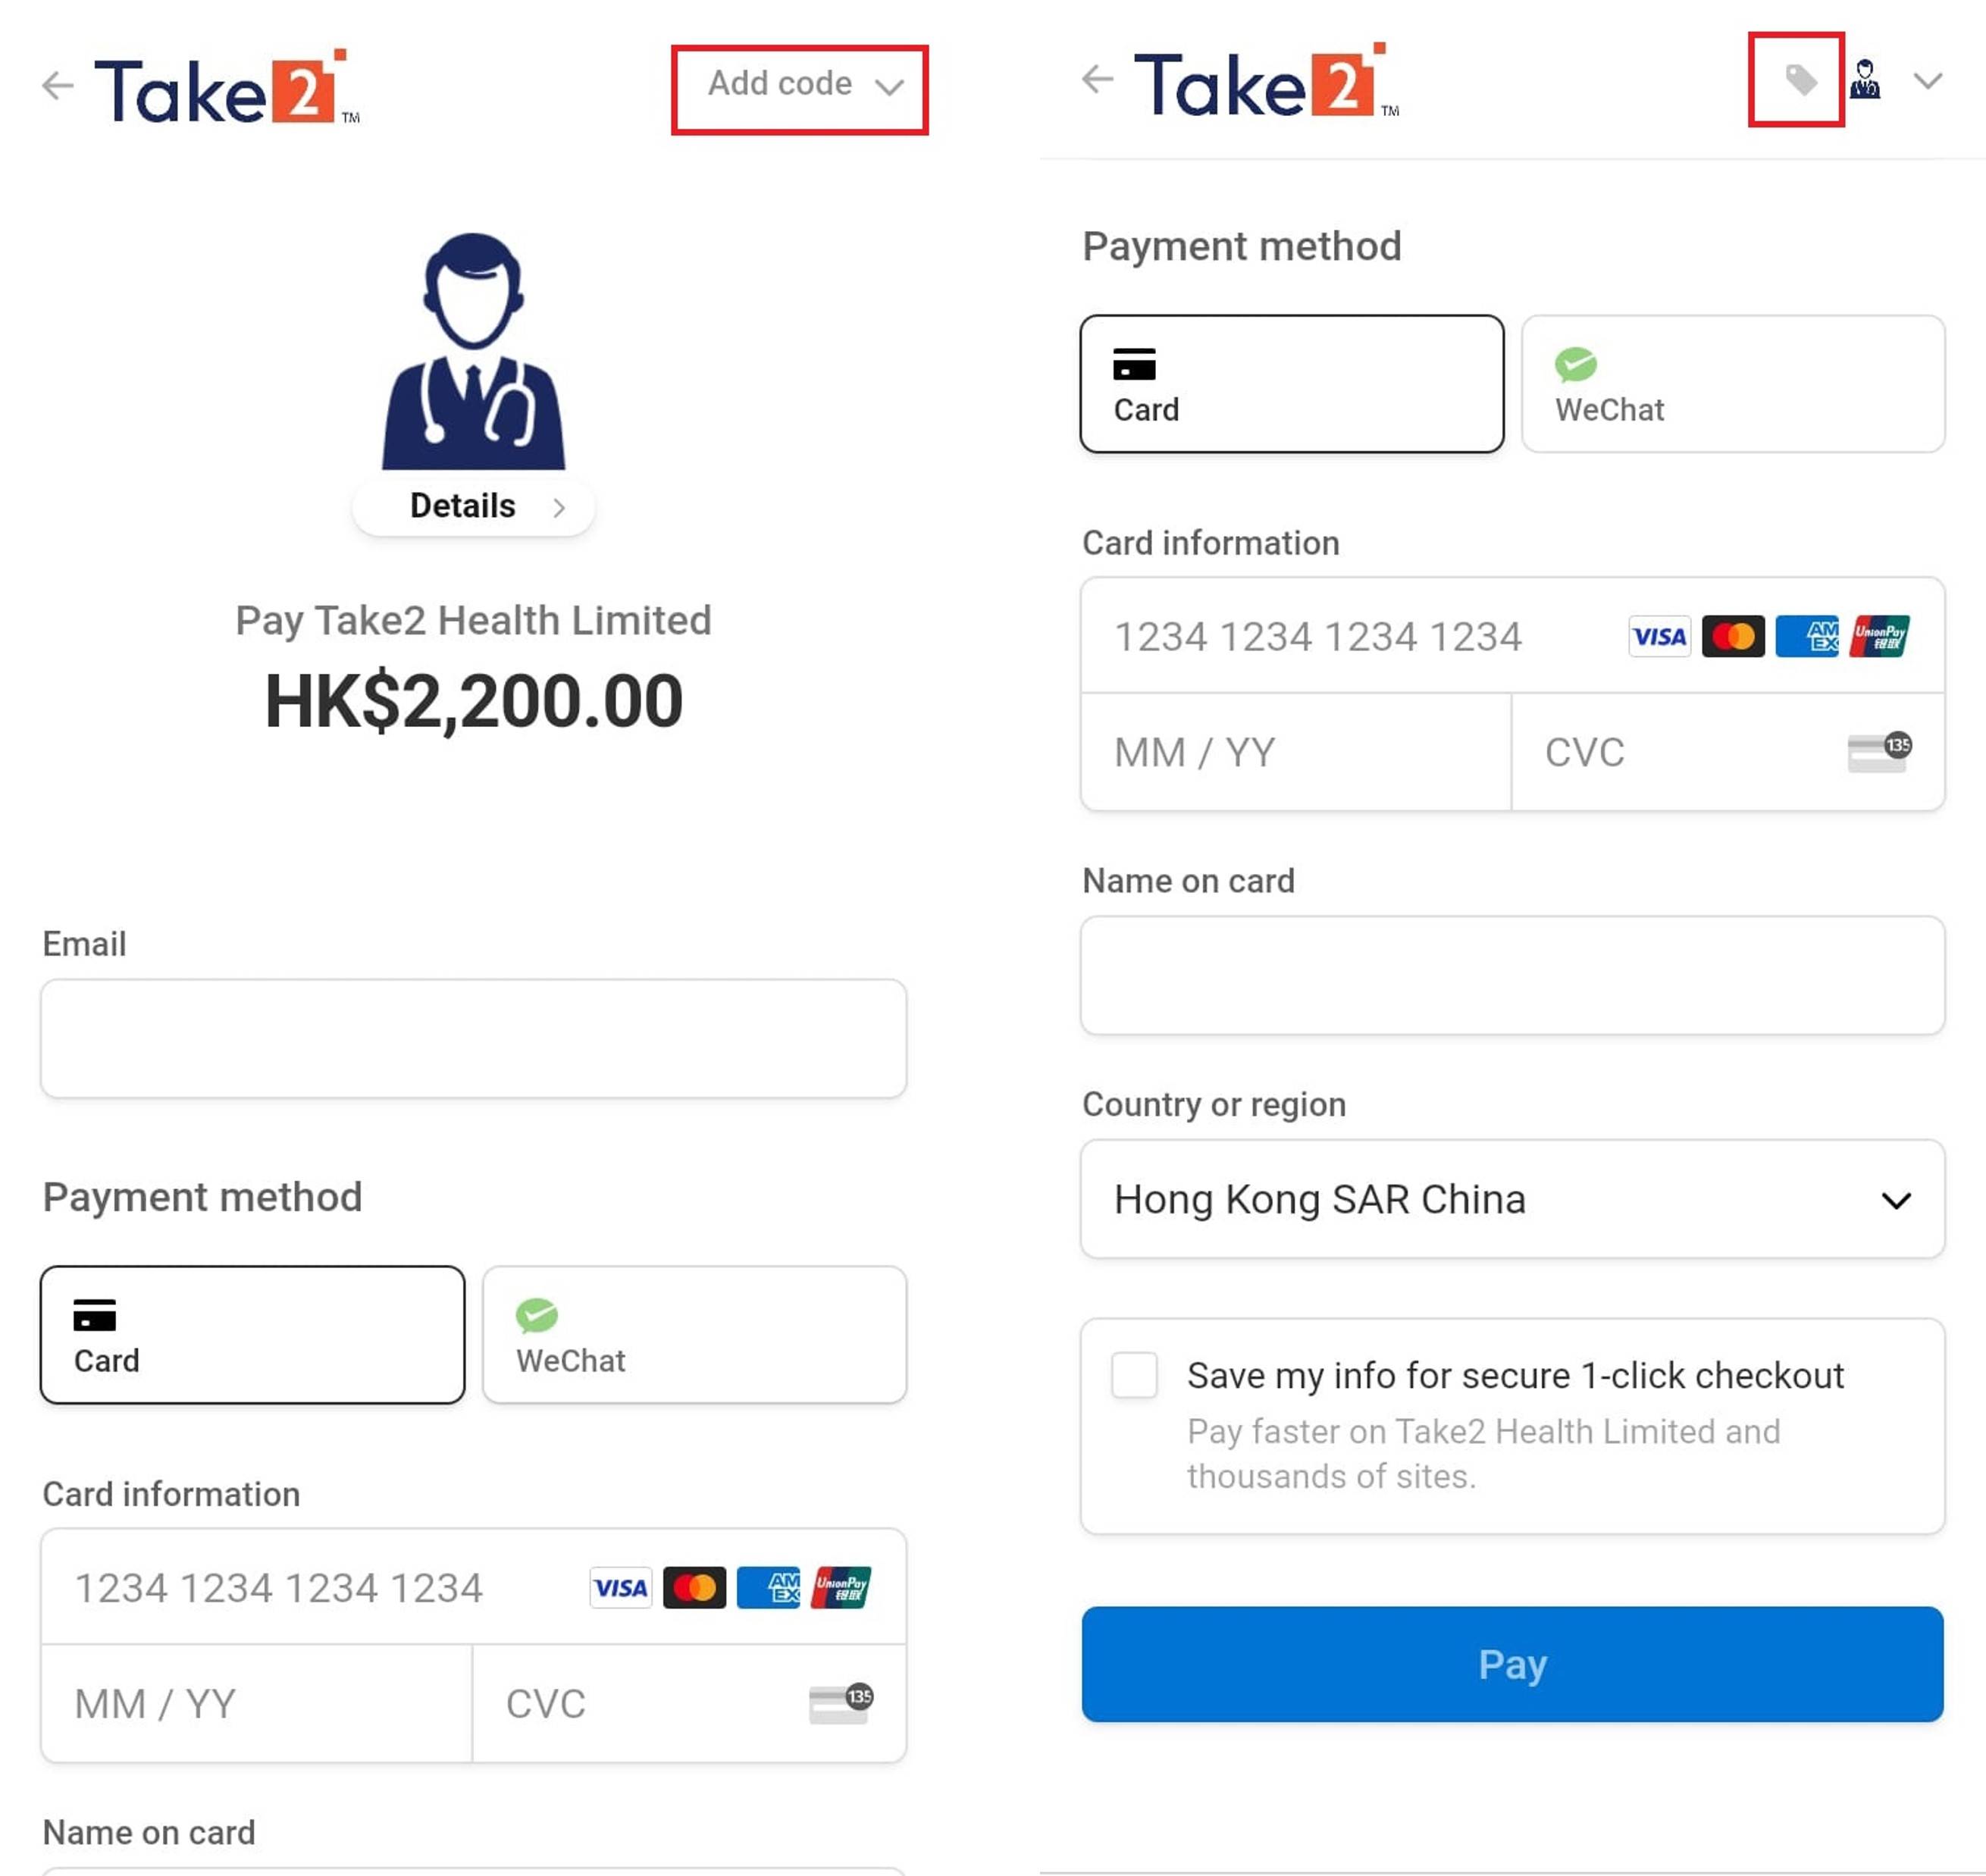 Take2 TM
Add code
Details
Pay Take2 Health Limited
HK$2,200.00
Email
Payment method
Card
WeChat
Card information
1234 1234 1234 1234
VISA
AM
EX
UnionPay
银联
MM / YY
CVC
135
Name on card
Take2 TM
Payment method
Card
WeChat
Card information
1234 1234 1234 1234
VISA
AM
EX
UnionPay
银联
MM / YY
CVC
135
Name on card
Country or region
Hong Kong SAR China
Save my info for secure 1-click checkout
Pay faster on Take2 Health Limited and
thousands of sites.
Pay